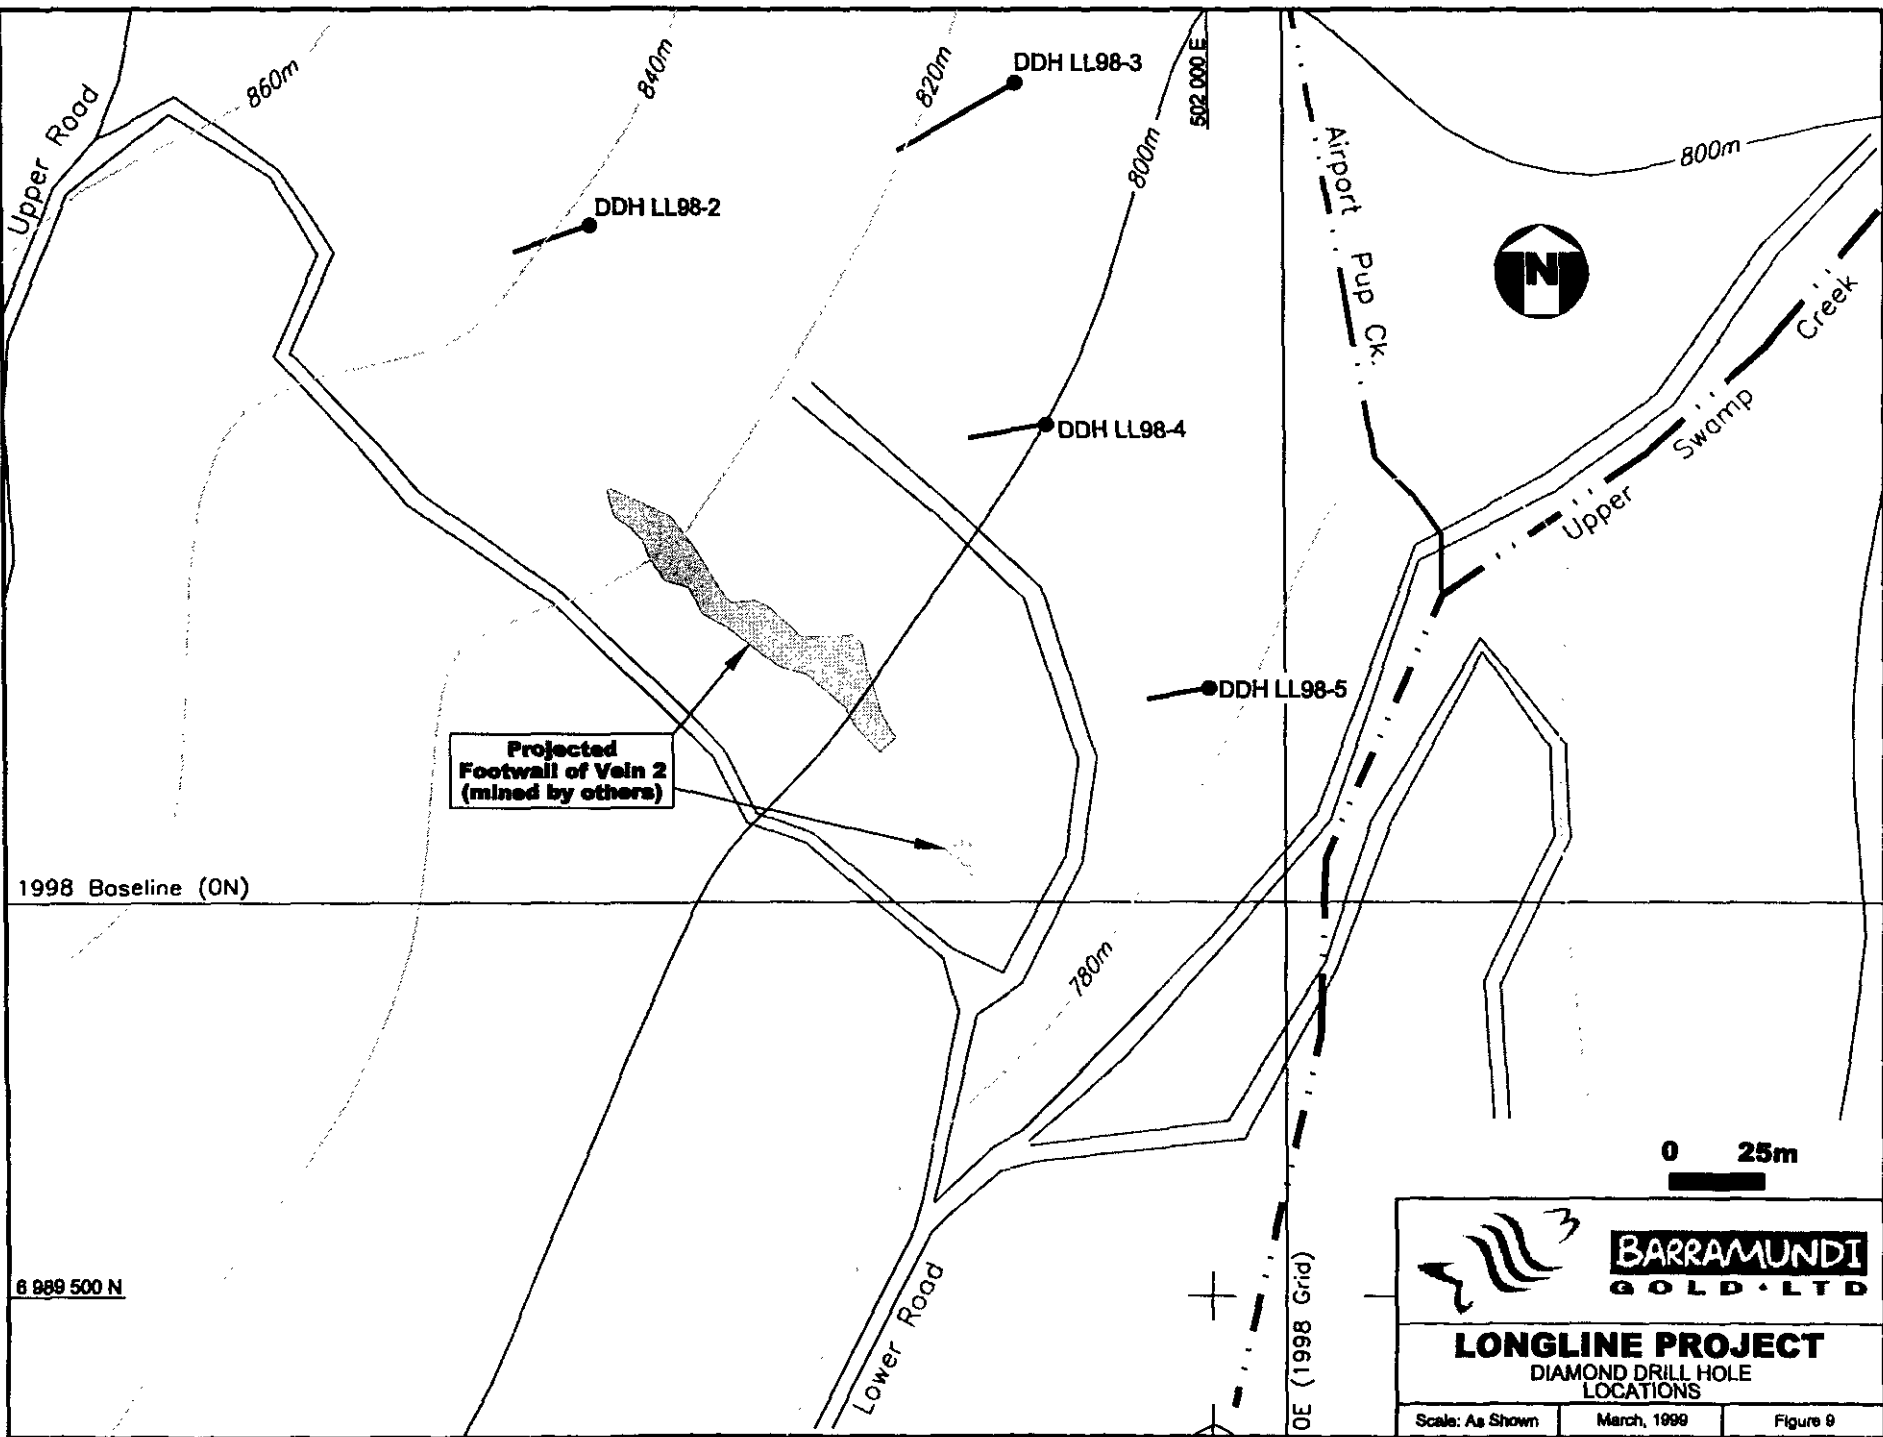 DDH LL98-3
502 000 E
860m
840m
820m
800m
Upper Road
Airport Pup Ck.
800m
DDH LL98-2
N
Creek
Swamp
Upper
DDH LL98-4
DDH LL98-5
Projected
Footwall of Vein 2
(mined by others)
1998 Baseline (0N)
780m
0 25m
BARRAMUNDI
GOLD·LTD
6 989 500 N
Lower Road
0E (1998 Grid)
LONGLINE PROJECT
DIAMOND DRILL HOLE
LOCATIONS
Scale: As Shown
March, 1999
Figure 9